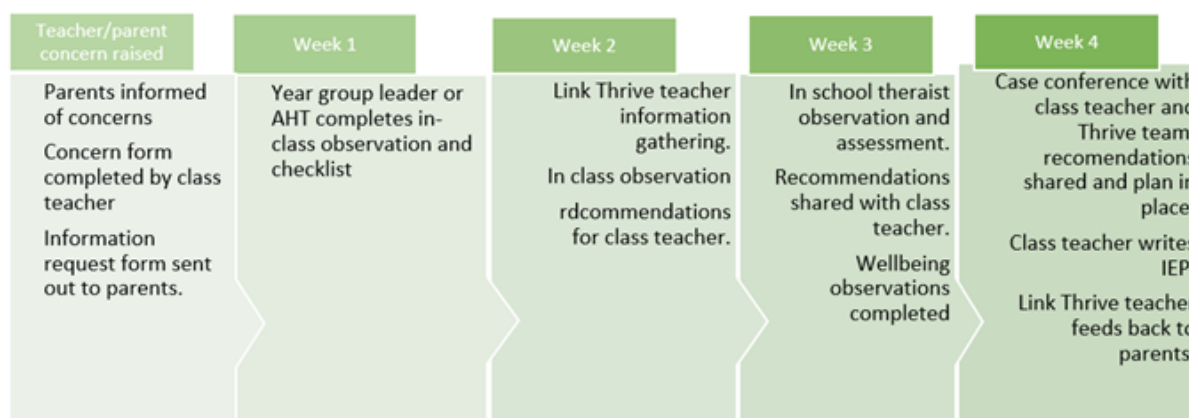 Teacher/parent
concern raised
Parents informed
of concerns
Concern form
completed by class
teacher
Information
request form sent
out to parents.
Week 1
Year group leader or
AHT completes in-
class observation and
checklist
Week 2
Link Thrive teacher
information
gathering.
In class observation
rdcommendations
for class teacher.
Week 3
In school theraist
observation and
assessment.
Recommendations
shared with class
teacher.
Wellbeing
observations
completed
Week 4
Case conference with
class teacher and
Thrive team
recomendations
shared and plan in
place
Class teacher writes
IEP
Link Thrive teacher
feeds back to
parents